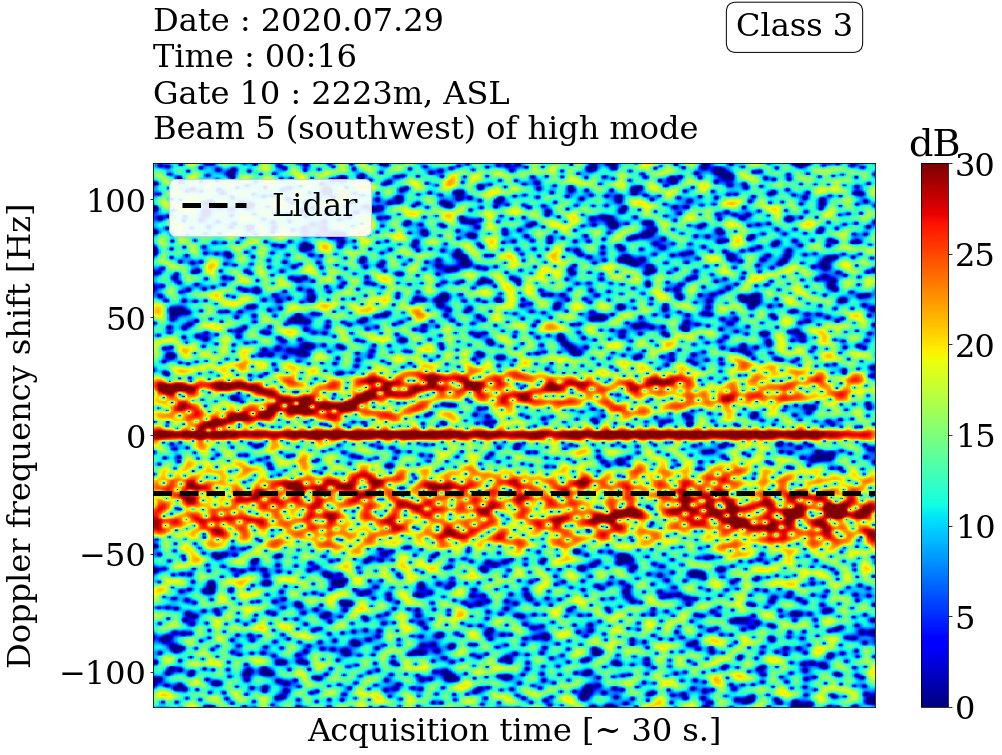 Date : 2020.07.29
Class 3
Time : 00:16
Gate 10 : 2223m, ASL
Beam 5 (southwest) of high mode
dB
Lidar
Doppler frequency shift [Hz]
100
50
0
−50
−100
30
25
20
15
10
5
0
Acquisition time [~ 30 s.]